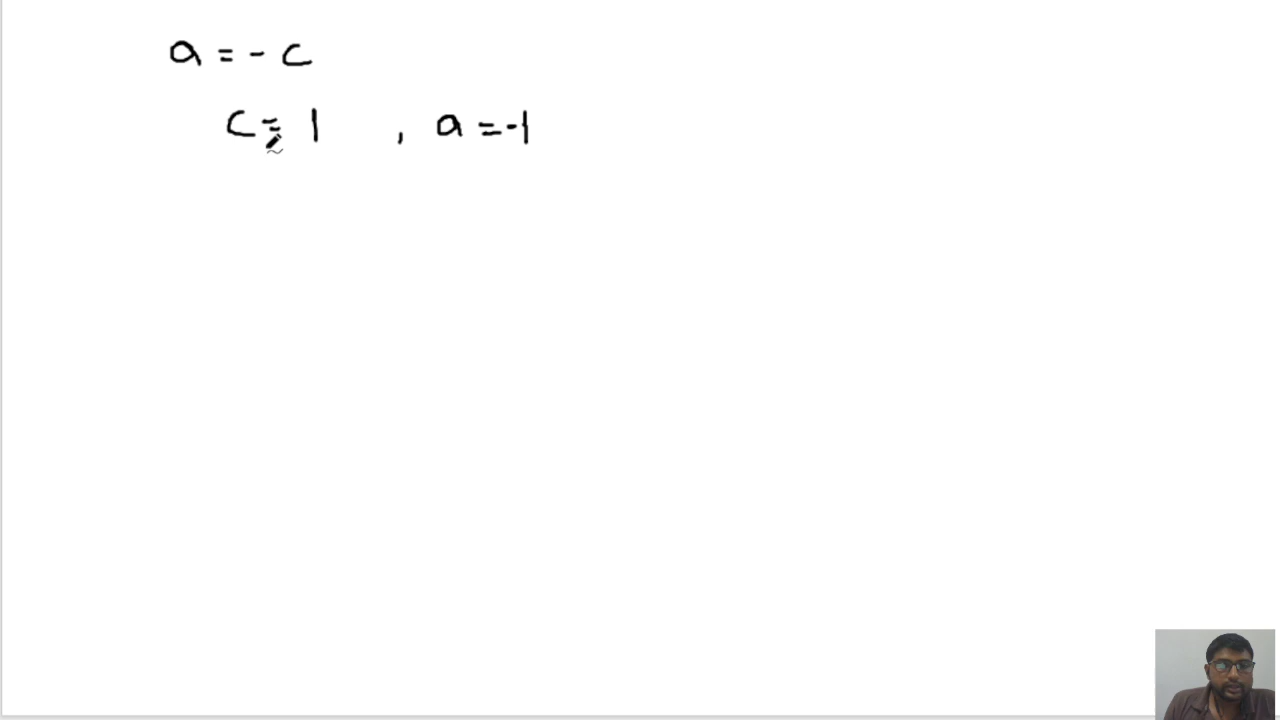 a = - c
c = 1 , a = -1